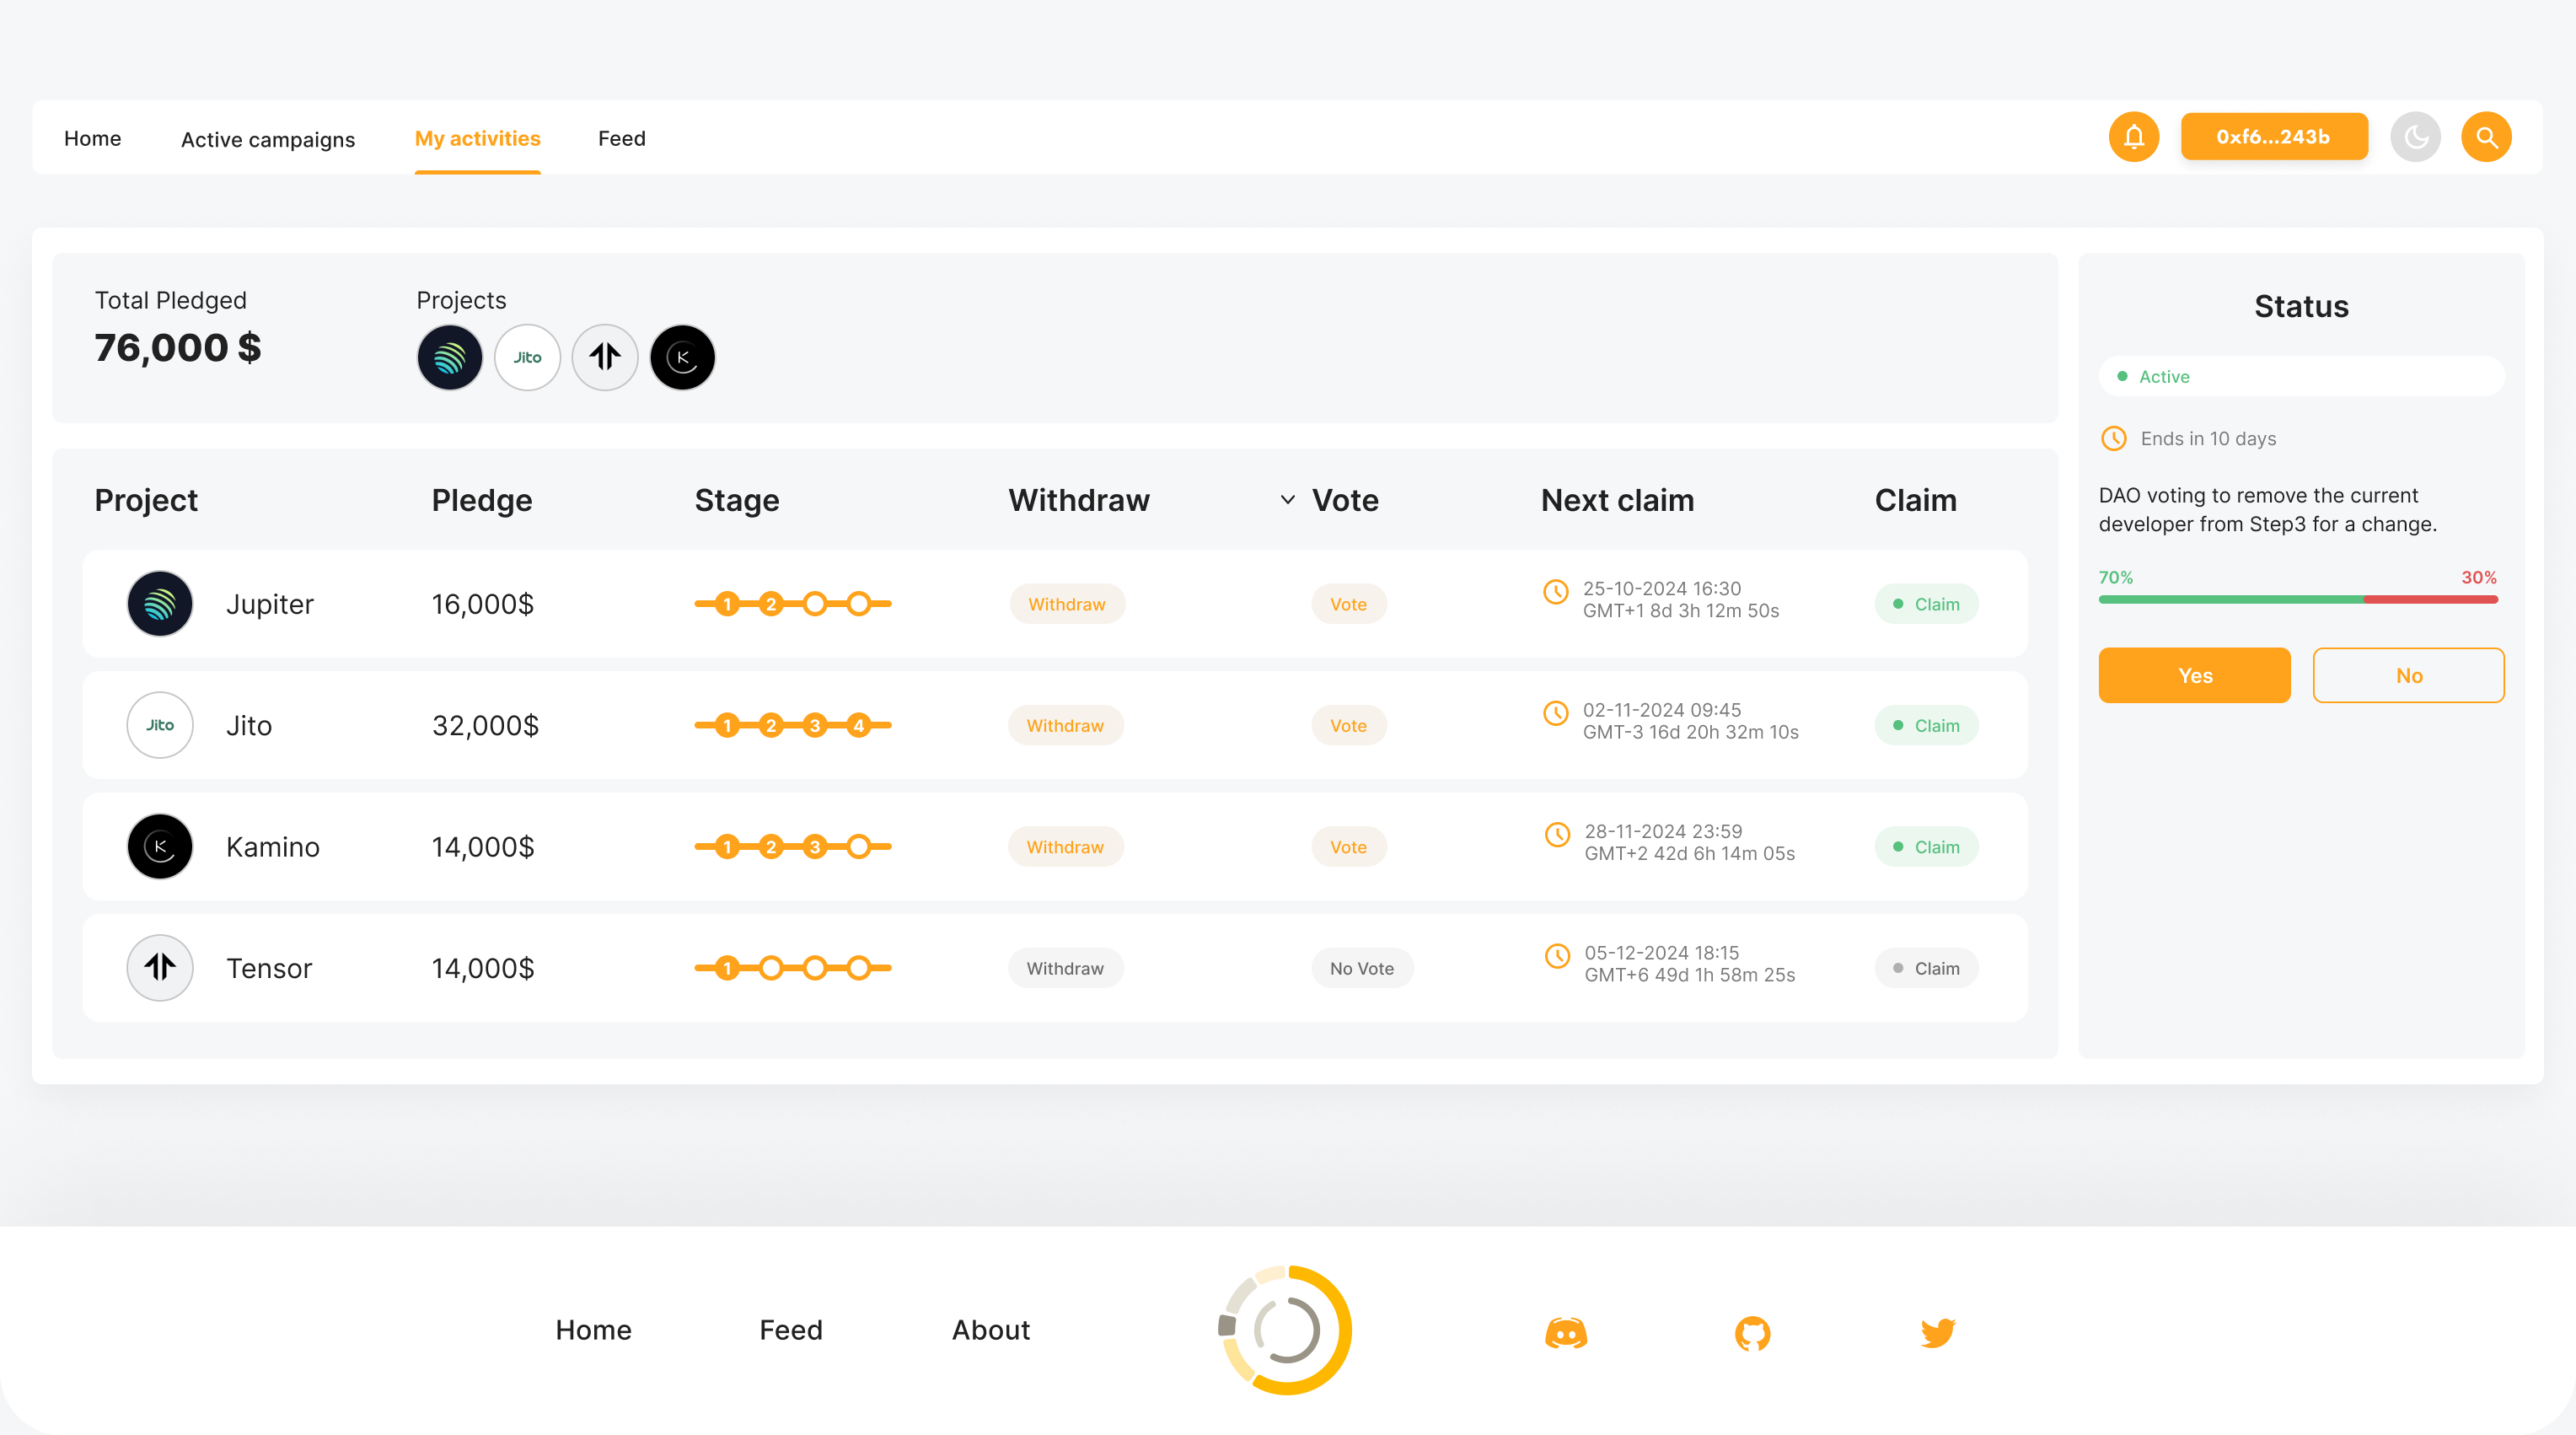 Home
Active campaigns
My activities
Feed
0xf6...243b
Total Pledged
76,000 $
Projects
Jito
K
Project
Pledge
Stage
Withdraw
Vote
Next claim
Claim
Jupiter
16,000$
1 2
Withdraw
Vote
25-10-2024 16:30
GMT+1 8d 3h 12m 50s
Claim
Jito
Jito
32,000$
1 2 3 4
Withdraw
Vote
02-11-2024 09:45
GMT-3 16d 20h 32m 10s
Claim
K
Kamino
14,000$
1 2 3
Withdraw
Vote
28-11-2024 23:59
GMT+2 42d 6h 14m 05s
Claim
Tensor
14,000$
1
Withdraw
No Vote
05-12-2024 18:15
GMT+6 49d 1h 58m 25s
Claim
Status
Active
Ends in 10 days
DAO voting to remove the current
developer from Step3 for a change.
70%
30%
Yes
No
Home
Feed
About